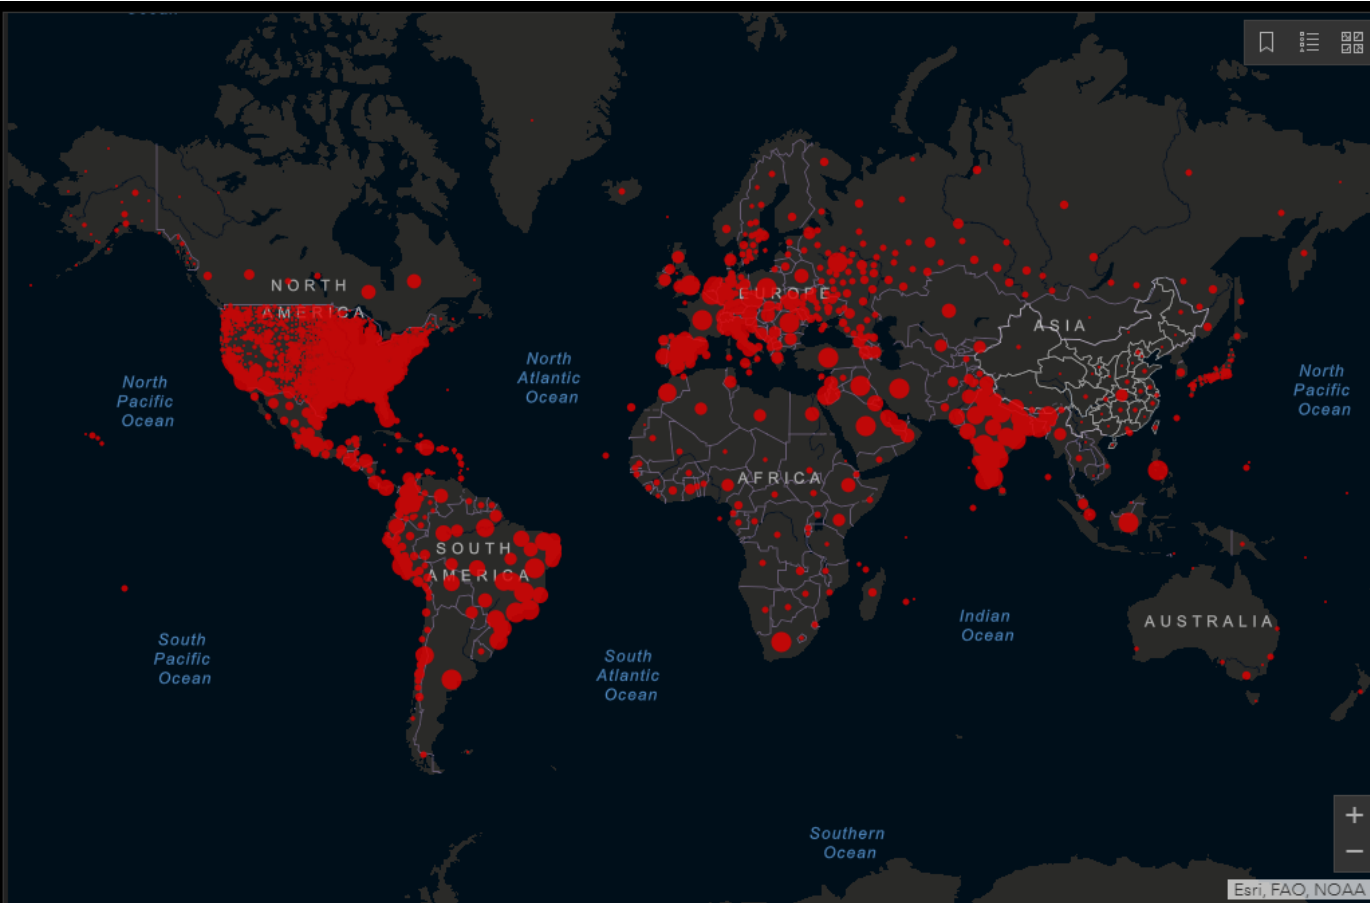 NORTH
AMERICA
EUROPE
ASIA
North
Atlantic
Ocean
North
Pacific
Ocean
North
Pacific
Ocean
AFRICA
SOUTH
AMERICA
Indian
Ocean
AUSTRALIA
South
Pacific
Ocean
South
Atlantic
Ocean
Southern
Ocean
Esri, FAO, NOAA